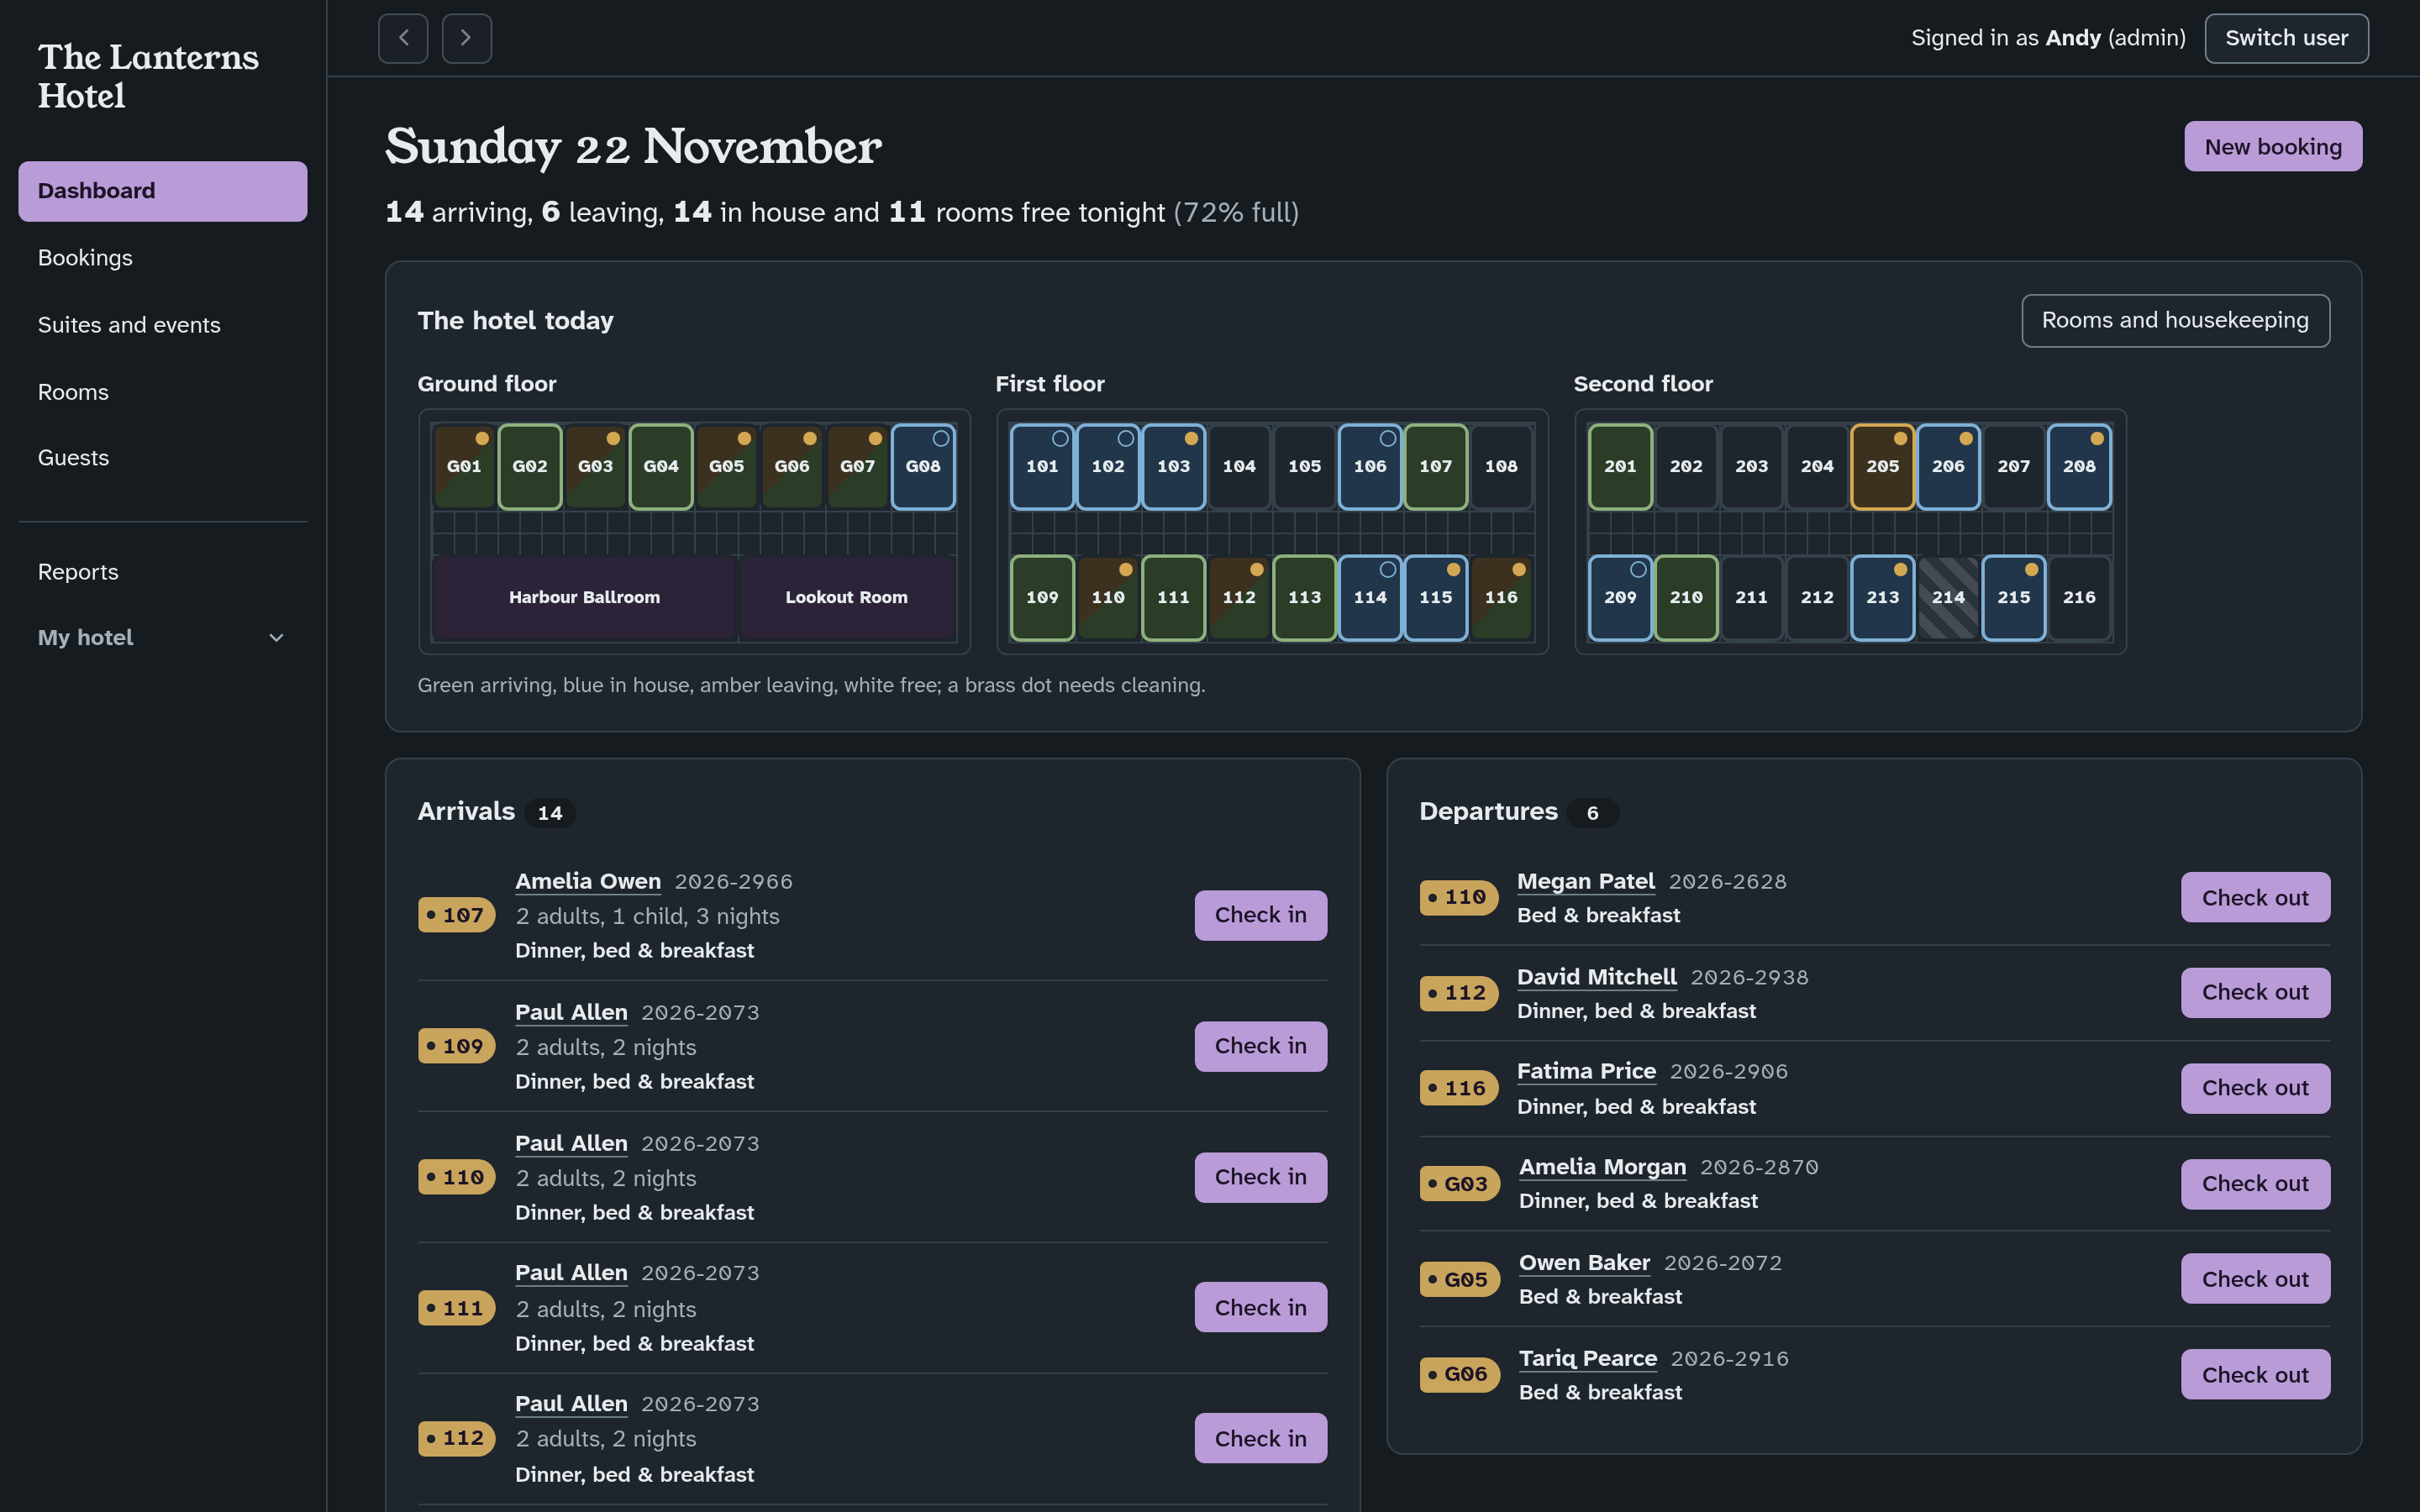 The Lanterns
Hotel
Dashboard
Bookings
Suites and events
Rooms
Guests
Reports
My hotel
Signed in as Andy (admin)
Switch user
Sunday 22 November
New booking
14 arriving, 6 leaving, 14 in house and 11 rooms free tonight (72% full)
The hotel today
Rooms and housekeeping
Ground floor
G01 G02 G03 G04 G05 G06 G07 G08
Harbour Ballroom Lookout Room
First floor
101 102 103 104 105 106 107 108
109 110 111 112 113 114 115 116
Second floor
201 202 203 204 205 206 207 208
209 210 211 212 213 214 215 216
Green arriving, blue in house, amber leaving, white free; a brass dot needs cleaning.
Arrivals 14
107
Amelia Owen 2026-2966
2 adults, 1 child, 3 nights
Dinner, bed & breakfast
Check in
109
Paul Allen 2026-2073
2 adults, 2 nights
Dinner, bed & breakfast
Check in
110
Paul Allen 2026-2073
2 adults, 2 nights
Dinner, bed & breakfast
Check in
111
Paul Allen 2026-2073
2 adults, 2 nights
Dinner, bed & breakfast
Check in
112
Paul Allen 2026-2073
2 adults, 2 nights
Dinner, bed & breakfast
Check in
Departures 6
110
Megan Patel 2026-2628
Bed & breakfast
Check out
112
David Mitchell 2026-2938
Dinner, bed & breakfast
Check out
116
Fatima Price 2026-2906
Dinner, bed & breakfast
Check out
G03
Amelia Morgan 2026-2870
Dinner, bed & breakfast
Check out
G05
Owen Baker 2026-2072
Bed & breakfast
Check out
G06
Tariq Pearce 2026-2916
Bed & breakfast
Check out